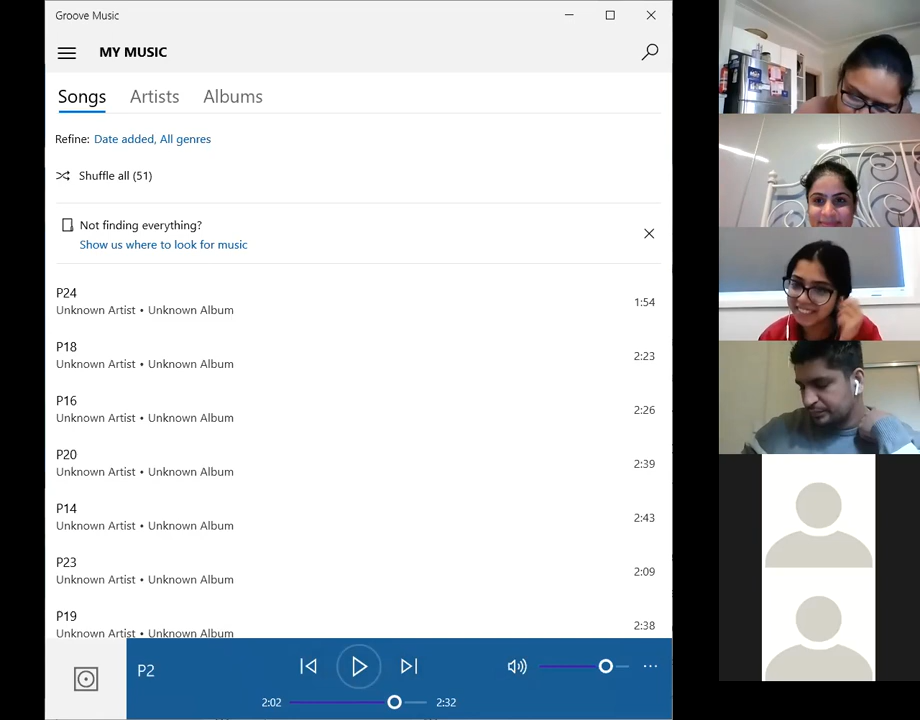 Groove Music
MY MUSIC
Songs Artists Albums
Refine: Date added, All genres
Shuffle all (51)
Not finding everything?
Show us where to look for music
P24
Unknown Artist • Unknown Album 1:54
P18
Unknown Artist • Unknown Album 2:23
P16
Unknown Artist • Unknown Album 2:26
P20
Unknown Artist • Unknown Album 2:39
P14
Unknown Artist • Unknown Album 2:43
P23
Unknown Artist • Unknown Album 2:09
P19
Unknown Artist • Unknown Album 2:38
P2
2:02 2:32